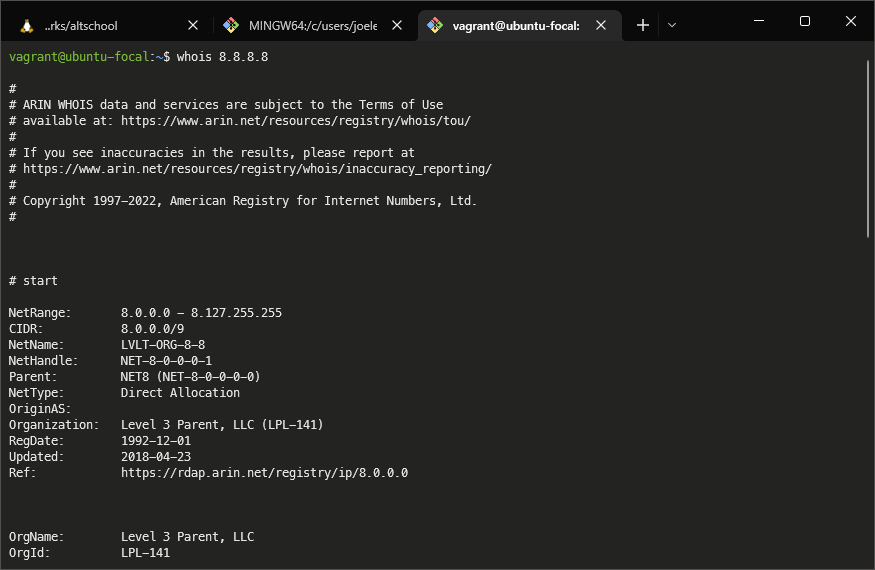 ..rks/altschool
MINGW64:/c/users/joele
vagrant@ubuntu-focal:
vagrant@ubuntu-focal:~$ whois 8.8.8.8
#
# ARIN WHOIS data and services are subject to the Terms of Use
# available at: https://www.arin.net/resources/registry/whois/tou/
#
# If you see inaccuracies in the results, please report at
# https://www.arin.net/resources/registry/whois/inaccuracy_reporting/
#
# Copyright 1997-2022, American Registry for Internet Numbers, Ltd.
#
# start
NetRange:       8.0.0.0 - 8.127.255.255
CIDR:           8.0.0.0/9
NetName:        LVLT-ORG-8-8
NetHandle:      NET-8-0-0-0-1
Parent:         NET8 (NET-8-0-0-0-0)
NetType:        Direct Allocation
OriginAS:
Organization:   Level 3 Parent, LLC (LPL-141)
RegDate:        1992-12-01
Updated:        2018-04-23
Ref:            https://rdap.arin.net/registry/ip/8.0.0.0
OrgName:        Level 3 Parent, LLC
OrgId:          LPL-141